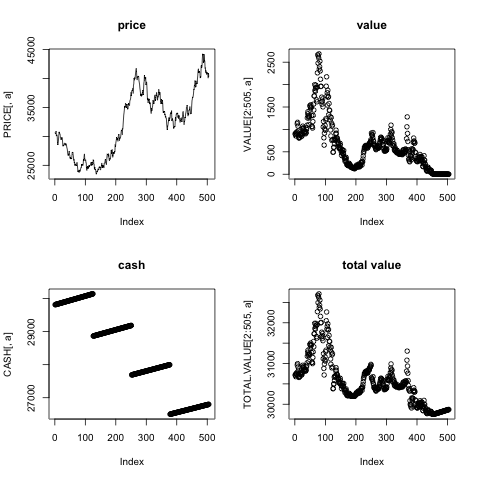 price
PRICE[, a]
25000 35000 45000
0 100 200 300 400 500
Index
value
VALUE[2:505, a]
0 500 1500 2500
0 100 200 300 400 500
Index
cash
CASH[, a]
27000 29000
0 100 200 300 400 500
Index
total value
TOTAL.VALUE[2:505, a]
30000 31000 32000
0 100 200 300 400 500
Index